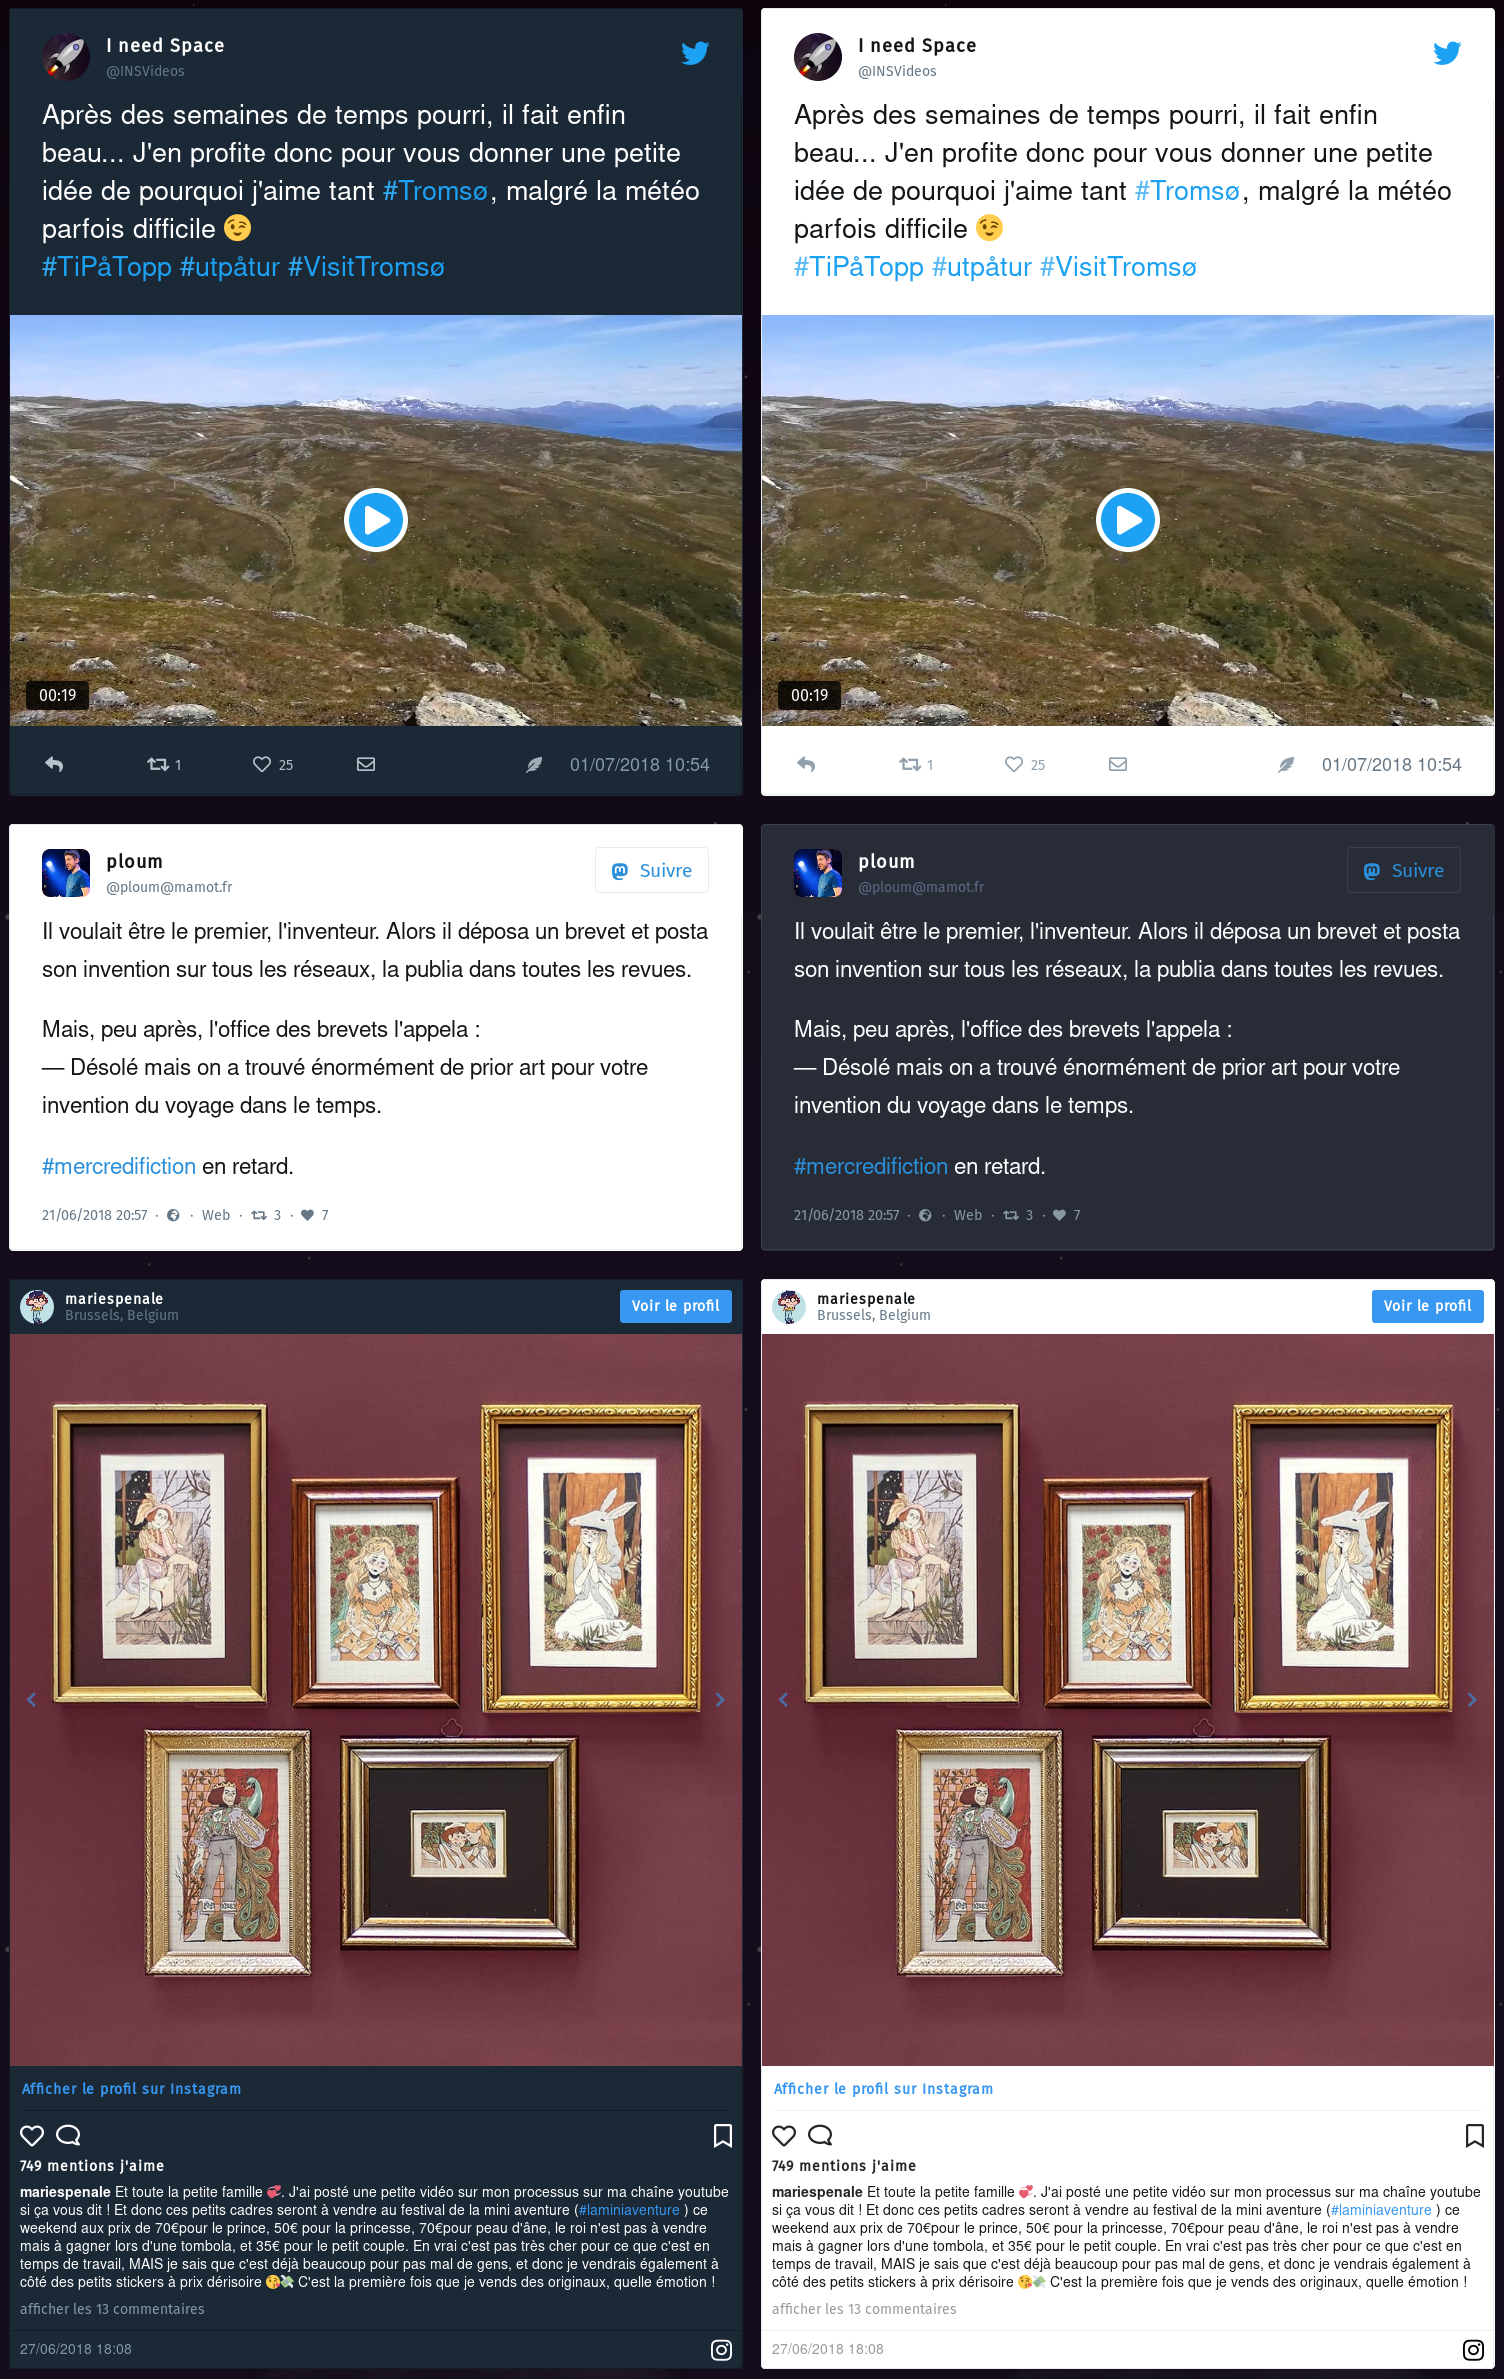 I need Space
@INSVideos
Après des semaines de temps pourri, il fait enfin
beau... J'en profite donc pour vous donner une petite
idée de pourquoi j'aime tant #Tromsø, malgré la météo
parfois difficile 😉
#TiPåTopp #utpåtur #VisitTromsø
00:19
1 25 01/07/2018 10:54
I need Space
@INSVideos
Après des semaines de temps pourri, il fait enfin
beau... J'en profite donc pour vous donner une petite
idée de pourquoi j'aime tant #Tromsø, malgré la météo
parfois difficile 😉
#TiPåTopp #utpåtur #VisitTromsø
00:19
1 25 01/07/2018 10:54
ploum
@ploum@mamot.fr
Suivre
Il voulait être le premier, l'inventeur. Alors il déposa un brevet et posta
son invention sur tous les réseaux, la publia dans toutes les revues.
Mais, peu après, l'office des brevets l'appela :
— Désolé mais on a trouvé énormément de prior art pour votre
invention du voyage dans le temps.
#mercredifiction en retard.
21/06/2018 20:57 · · Web · 3 · 7
ploum
@ploum@mamot.fr
Suivre
Il voulait être le premier, l'inventeur. Alors il déposa un brevet et posta
son invention sur tous les réseaux, la publia dans toutes les revues.
Mais, peu après, l'office des brevets l'appela :
— Désolé mais on a trouvé énormément de prior art pour votre
invention du voyage dans le temps.
#mercredifiction en retard.
21/06/2018 20:57 · · Web · 3 · 7
mariespenale
Brussels, Belgium
Voir le profil
Afficher le profil sur Instagram
749 mentions j'aime
mariespenale Et toute la petite famille 💞. J'ai posté une petite vidéo sur mon processus sur ma chaîne youtube
si ça vous dit ! Et donc ces petits cadres seront à vendre au festival de la mini aventure (#laminiaventure ) ce
weekend aux prix de 70€pour le prince, 50€ pour la princesse, 70€pour peau d'âne, le roi n'est pas à vendre
mais à gagner lors d'une tombola, et 35€ pour le petit couple. En vrai c'est pas très cher pour ce que c'est en
temps de travail, MAIS je sais que c'est déjà beaucoup pour pas mal de gens, et donc je vendrais également à
côté des petits stickers à prix dérisoire 😘💸 C'est la première fois que je vends des originaux, quelle émotion !
afficher les 13 commentaires
27/06/2018 18:08
mariespenale
Brussels, Belgium
Voir le profil
Afficher le profil sur Instagram
749 mentions j'aime
mariespenale Et toute la petite famille 💞. J'ai posté une petite vidéo sur mon processus sur ma chaîne youtube
si ça vous dit ! Et donc ces petits cadres seront à vendre au festival de la mini aventure (#laminiaventure ) ce
weekend aux prix de 70€pour le prince, 50€ pour la princesse, 70€pour peau d'âne, le roi n'est pas à vendre
mais à gagner lors d'une tombola, et 35€ pour le petit couple. En vrai c'est pas très cher pour ce que c'est en
temps de travail, MAIS je sais que c'est déjà beaucoup pour pas mal de gens, et donc je vendrais également à
côté des petits stickers à prix dérisoire 😘💸 C'est la première fois que je vends des originaux, quelle émotion !
afficher les 13 commentaires
27/06/2018 18:08